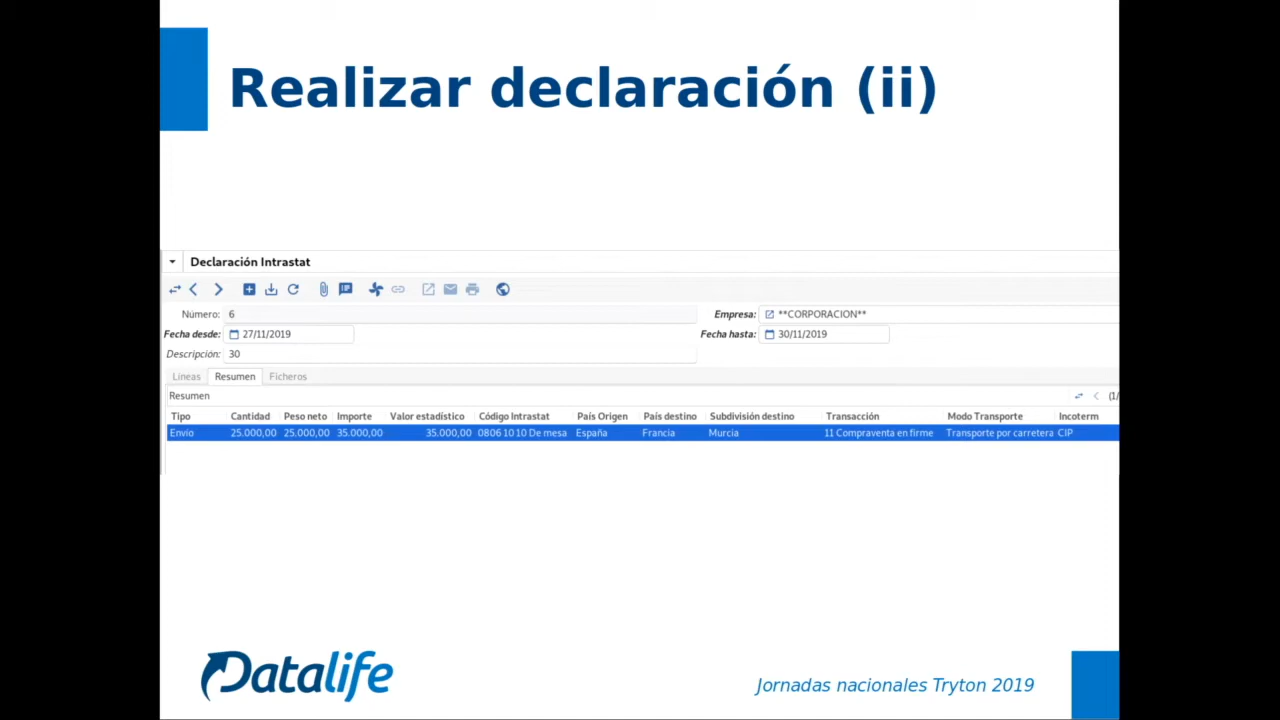 Realizar declaración (ii)
Declaración Intrastat
Número: 6 Empresa: **CORPORACION**
Fecha desde: 27/11/2019 Fecha hasta: 30/11/2019
Descripción: 30
Líneas Resumen Ficheros
Resumen (1/
Tipo Cantidad Peso neto Importe Valor estadístico Código Intrastat País Origen País destino Subdivisión destino Transacción Modo Transporte Incoterm
Envío 25.000,00 25.000,00 35.000,00 35.000,00 0806 10 10 De mesa España Francia Murcia 11 Compraventa en firme Transporte por carretera CIP
Datalife
Jornadas nacionales Tryton 2019